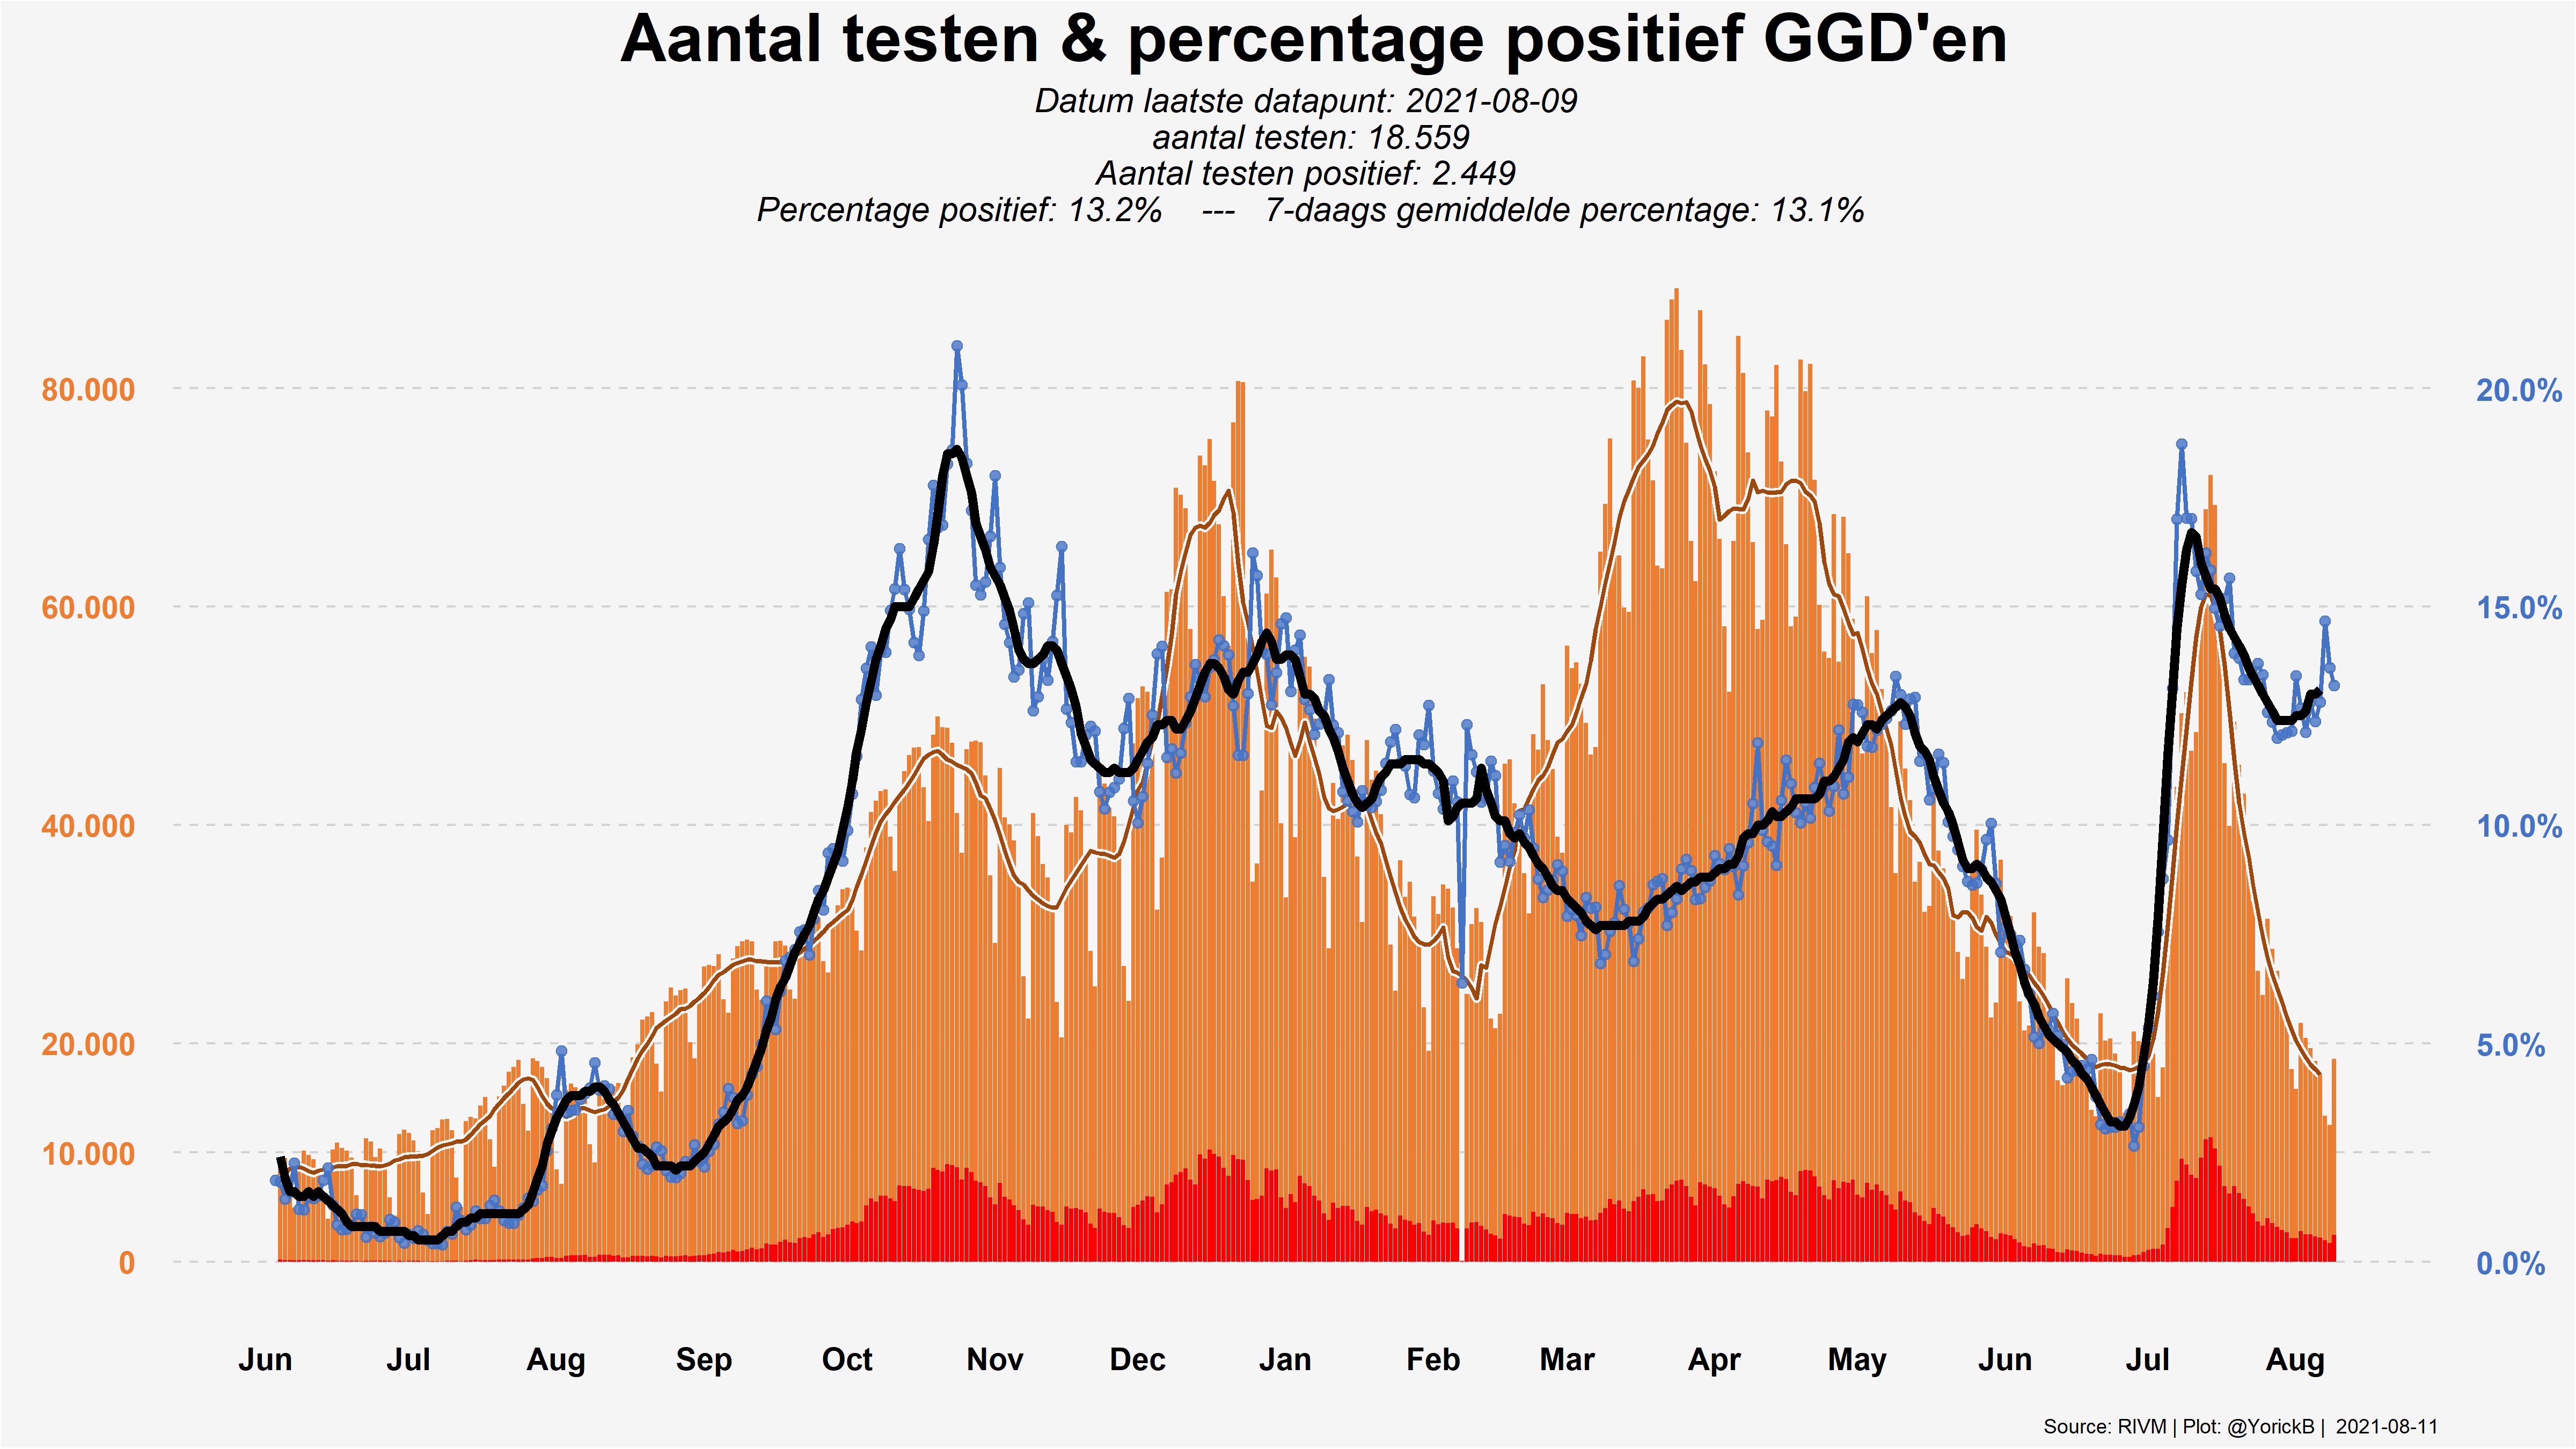 Aantal testen & percentage positief GGD'en
Datum laatste datapunt: 2021-08-09
aantal testen: 18.559
Aantal testen positief: 2.449
Percentage positief: 13.2% --- 7-daags gemiddelde percentage: 13.1%
80.000 20.0%
60.000 15.0%
40.000 10.0%
20.000 5.0%
10.000
0 0.0%
Jun Jul Aug Sep Oct Nov Dec Jan Feb Mar Apr May Jun Jul Aug
Source: RIVM | Plot: @YorickB | 2021-08-11